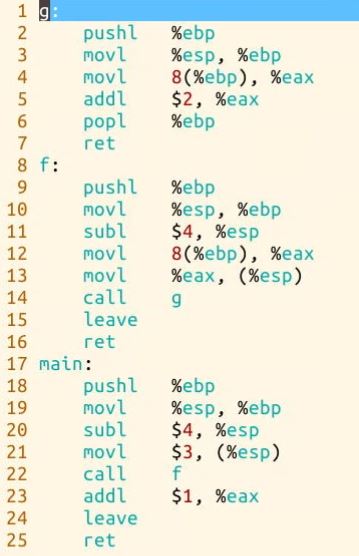 1 g:
2     pushl   %ebp
3     movl    %esp, %ebp
4     movl    8(%ebp), %eax
5     addl    $2, %eax
6     popl    %ebp
7     ret
8 f:
9     pushl   %ebp
10     movl    %esp, %ebp
11     subl    $4, %esp
12     movl    8(%ebp), %eax
13     movl    %eax, (%esp)
14     call    g
15     leave
16     ret
17 main:
18     pushl   %ebp
19     movl    %esp, %ebp
20     subl    $4, %esp
21     movl    $3, (%esp)
22     call    f
23     addl    $1, %eax
24     leave
25     ret